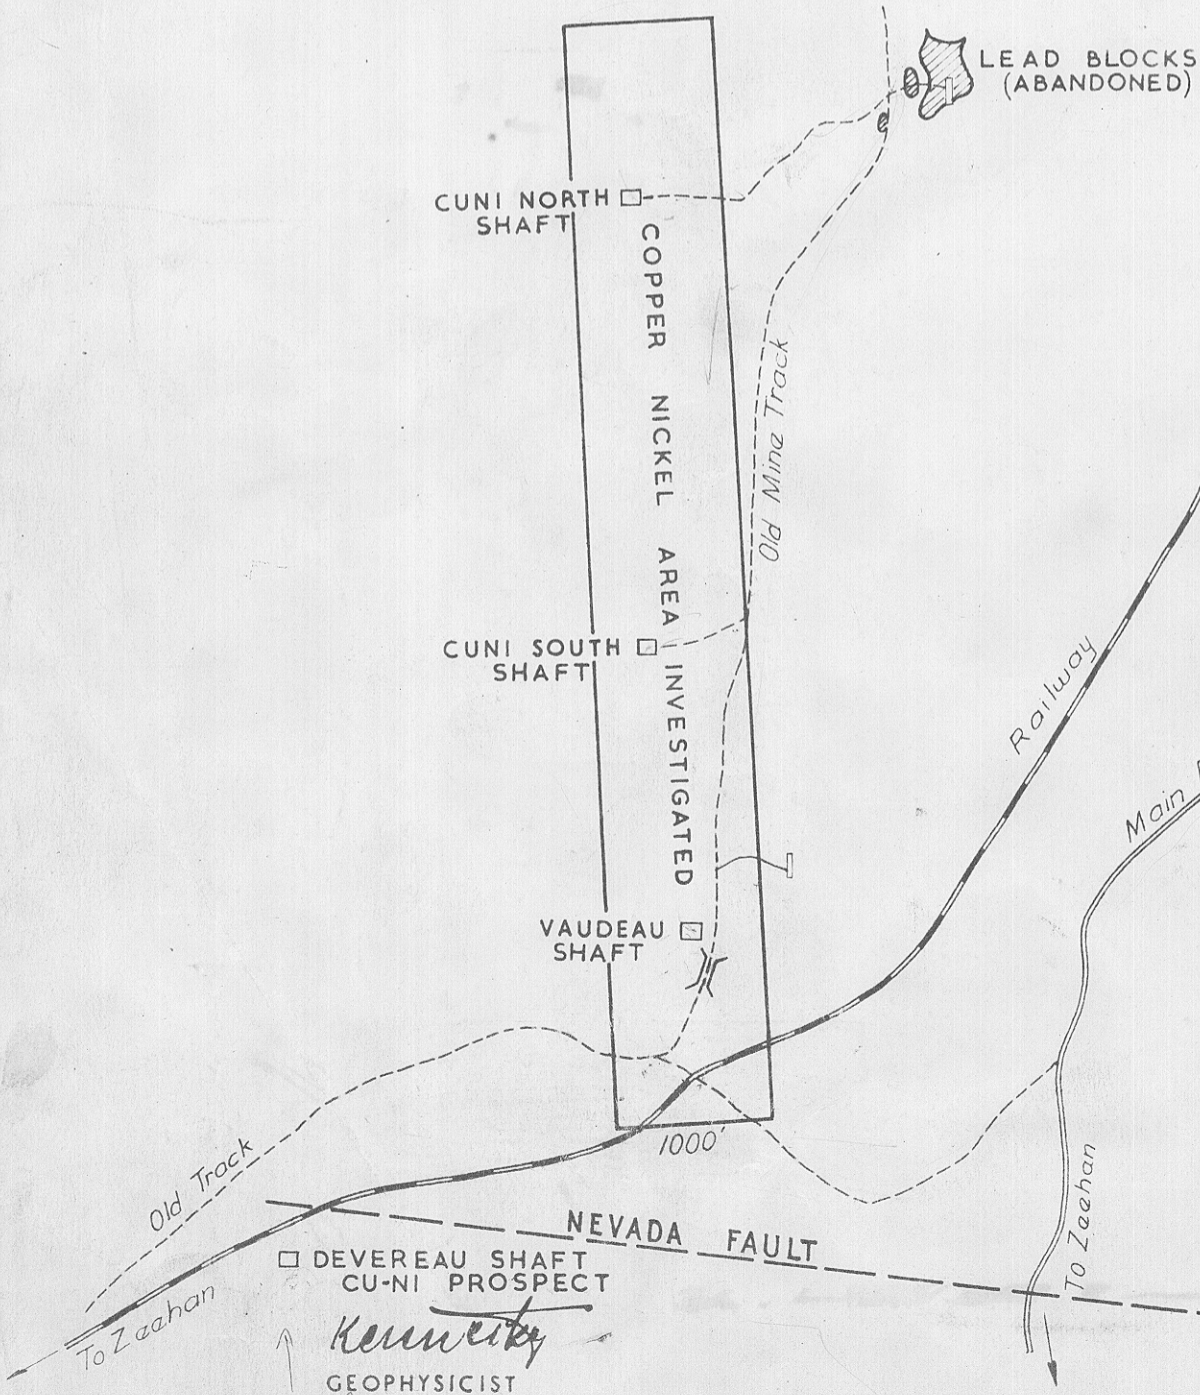 LEAD BLOCKS
(ABANDONED)
CUNI NORTH
SHAFT
COPPER NICKEL AREA INVESTIGATED
Old Mine Track
CUNI SOUTH
SHAFT
Railway
Main
VAUDEAU
SHAFT
1000'
Old Track
To Zeehan
NEVADA FAULT
To Zeehan
DEVEREAU SHAFT
CU-NI PROSPECT
GEOPHYSICIST